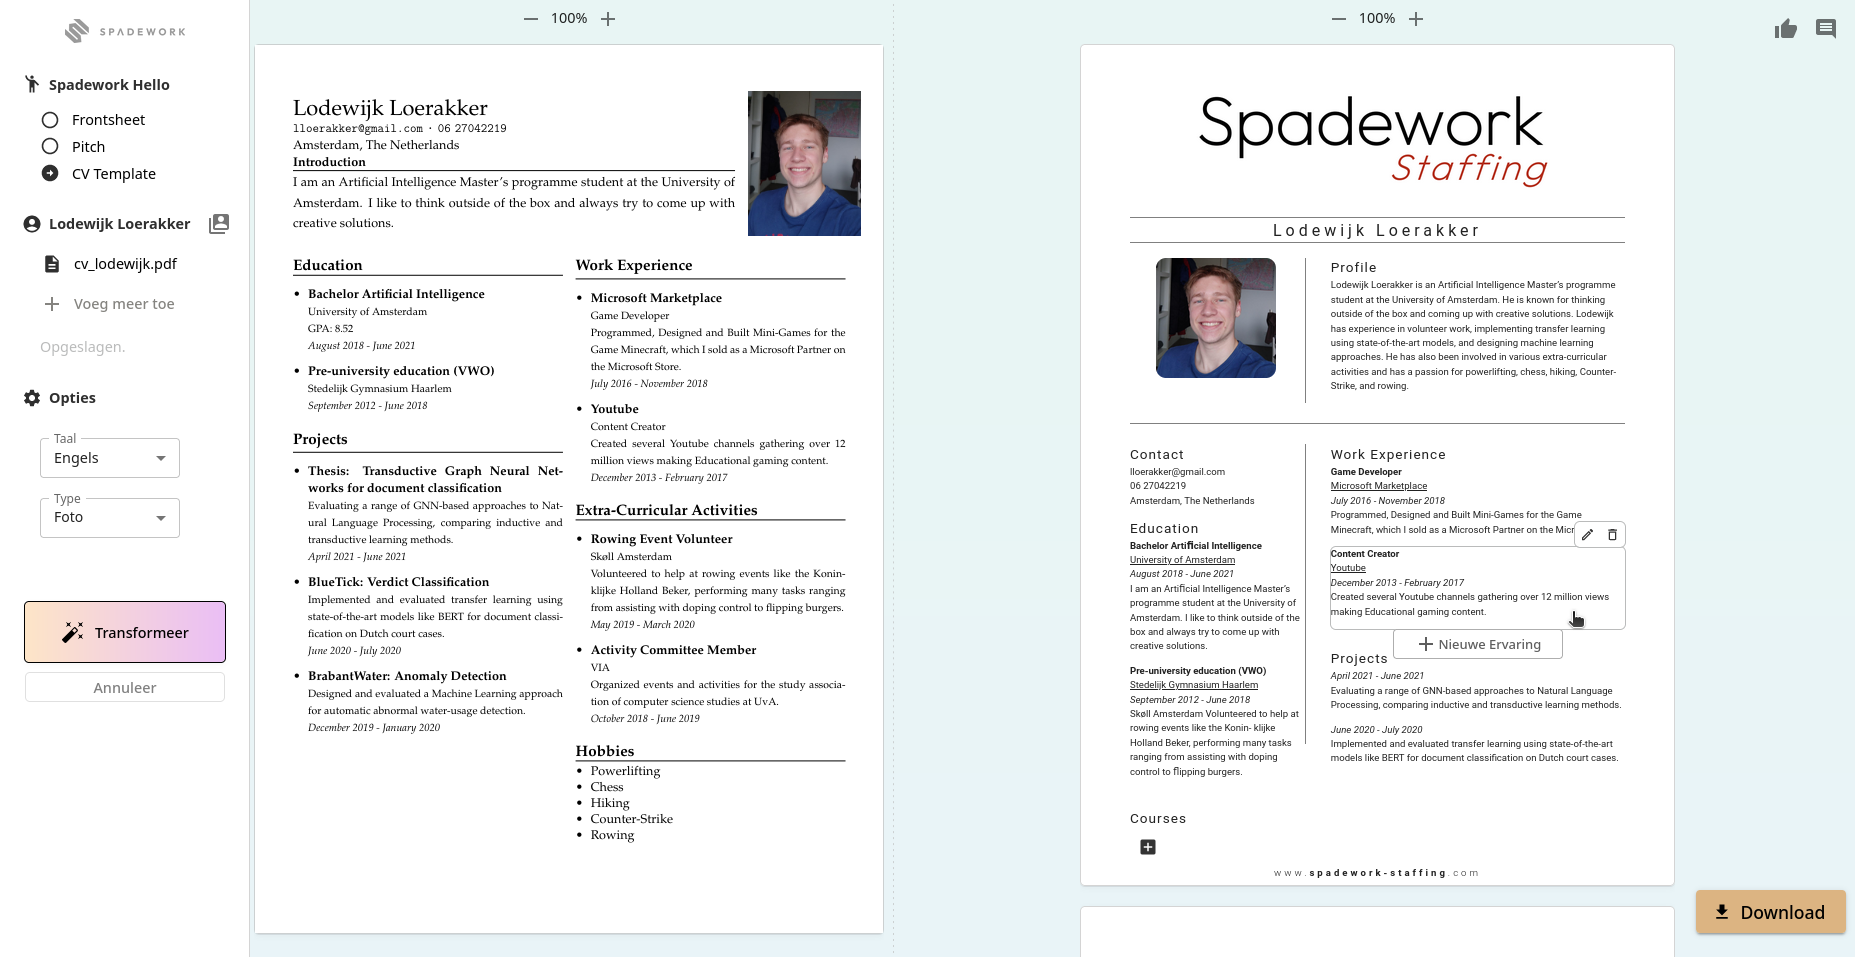 SPADEWORK
Spadework Hello
Frontsheet
Pitch
CV Template
Lodewijk Loerakker
cv_lodewijk.pdf
Voeg meer toe
Opgeslagen.
Opties
Taal
Engels
Type
Foto
Transformeer
Annuleer
100%
Lodewijk Loerakker
lloerakker@gmail.com · 06 27042219
Amsterdam, The Netherlands
Introduction
I am an Artificial Intelligence Master's programme student at the University of
Amsterdam. I like to think outside of the box and always try to come up with
creative solutions.
Education
• Bachelor Artificial Intelligence
University of Amsterdam
GPA: 8.52
August 2018 - June 2021
• Pre-university education (VWO)
Stedelijk Gymnasium Haarlem
September 2012 - June 2018
Projects
• Thesis: Transductive Graph Neural Net-
works for document classification
Evaluating a range of GNN-based approaches to Nat-
ural Language Processing, comparing inductive and
transductive learning methods.
April 2021 - June 2021
• BlueTick: Verdict Classification
Implemented and evaluated transfer learning using
state-of-the-art models like BERT for document classi-
fication on Dutch court cases.
June 2020 - July 2020
• BrabantWater: Anomaly Detection
Designed and evaluated a Machine Learning approach
for automatic abnormal water-usage detection.
December 2019 - January 2020
Work Experience
• Microsoft Marketplace
Game Developer
Programmed, Designed and Built Mini-Games for the
Game Minecraft, which I sold as a Microsoft Partner on
the Microsoft Store.
July 2016 - November 2018
• Youtube
Content Creator
Created several Youtube channels gathering over 12
million views making Educational gaming content.
December 2013 - February 2017
Extra-Curricular Activities
• Rowing Event Volunteer
Skøll Amsterdam
Volunteered to help at rowing events like the Konin-
klijke Holland Beker, performing many tasks ranging
from assisting with doping control to flipping burgers.
May 2019 - March 2020
• Activity Committee Member
VIA
Organized events and activities for the study associa-
tion of computer science studies at UvA.
October 2018 - June 2019
Hobbies
• Powerlifting
• Chess
• Hiking
• Counter-Strike
• Rowing
100%
Spadework
Staffing
Lodewijk Loerakker
Profile
Lodewijk Loerakker is an Artificial Intelligence Master's programme
student at the University of Amsterdam. He is known for thinking
outside of the box and coming up with creative solutions. Lodewijk
has experience in volunteer work, implementing transfer learning
using state-of-the-art models, and designing machine learning
approaches. He has also been involved in various extra-curricular
activities and has a passion for powerlifting, chess, hiking, Counter-
Strike, and rowing.
Contact
lloerakker@gmail.com
06 27042219
Amsterdam, The Netherlands
Education
Bachelor Artificial Intelligence
University of Amsterdam
August 2018 - June 2021
I am an Artificial Intelligence Master's
programme student at the University of
Amsterdam. I like to think outside of the
box and always try to come up with
creative solutions.
Pre-university education (VWO)
Stedelijk Gymnasium Haarlem
September 2012 - June 2018
Skøll Amsterdam Volunteered to help at
rowing events like the Konin- klijke
Holland Beker, performing many tasks
ranging from assisting with doping
control to flipping burgers.
Courses
Work Experience
Game Developer
Microsoft Marketplace
July 2016 - November 2018
Programmed, Designed and Built Mini-Games for the Game
Minecraft, which I sold as a Microsoft Partner on the Micr
Content Creator
Youtube
December 2013 - February 2017
Created several Youtube channels gathering over 12 million views
making Educational gaming content.
Nieuwe Ervaring
Projects
April 2021 - June 2021
Evaluating a range of GNN-based approaches to Natural Language
Processing, comparing inductive and transductive learning methods.
June 2020 - July 2020
Implemented and evaluated transfer learning using state-of-the-art
models like BERT for document classification on Dutch court cases.
www.spadework-staffing.com
Download